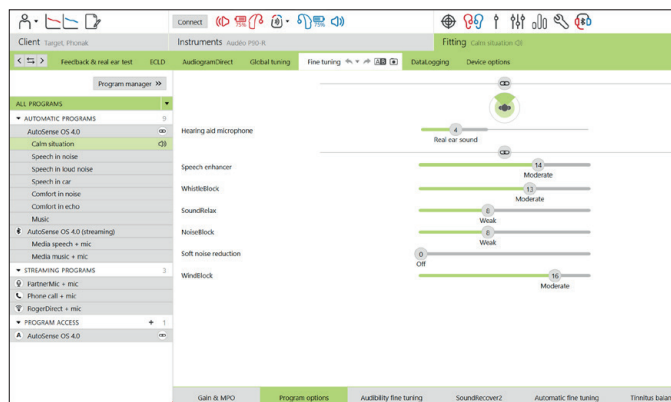 Connect
75%
75%
Client Target, Phonak
Instruments Audéo P90-R
Fitting Calm situation
Feedback & real ear test
ECLD
AudiogramDirect
Global tuning
Fine tuning
AB
DataLogging
Device options
Program manager
ALL PROGRAMS
AUTOMATIC PROGRAMS 9
AutoSense OS 4.0
Calm situation
Speech in noise
Speech in loud noise
Speech in car
Comfort in noise
Comfort in echo
Music
AutoSense OS 4.0 (streaming)
Media speech + mic
Media music + mic
STREAMING PROGRAMS 3
PartnerMic + mic
Phone call + mic
RogerDirect + mic
PROGRAM ACCESS + 1
A AutoSense OS 4.0
Hearing aid microphone
4
Real ear sound
Speech enhancer
14
Moderate
WhistleBlock
13
Moderate
SoundRelax
8
Weak
NoiseBlock
8
Weak
Soft noise reduction
0
Off
WindBlock
16
Moderate
Gain & MPO
Program options
Audibility fine tuning
SoundRecover2
Automatic fine tuning